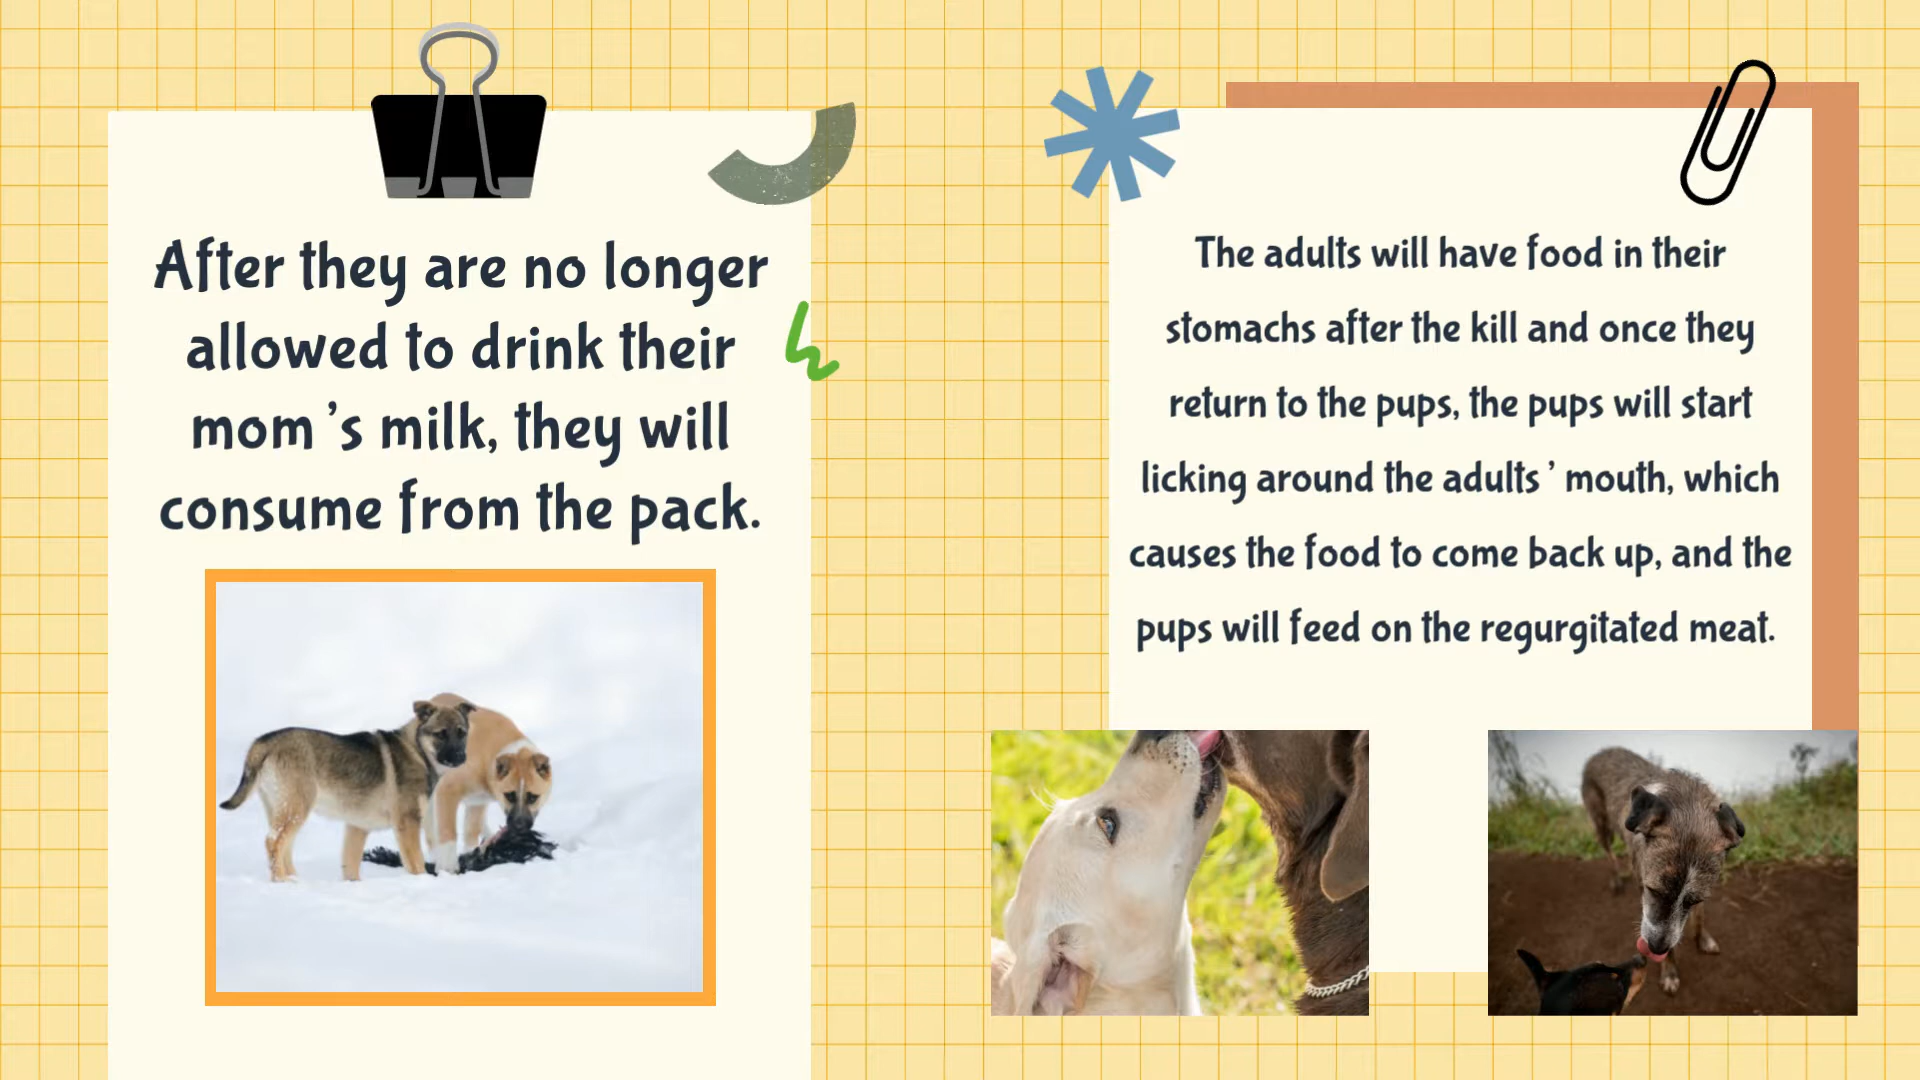 After they are no longer
allowed to drink their
mom's milk, they will
consume from the pack.
The adults will have food in their
stomachs after the kill and once they
return to the pups, the pups will start
licking around the adults' mouth, which
causes the food to come back up, and the
pups will feed on the regurgitated meat.